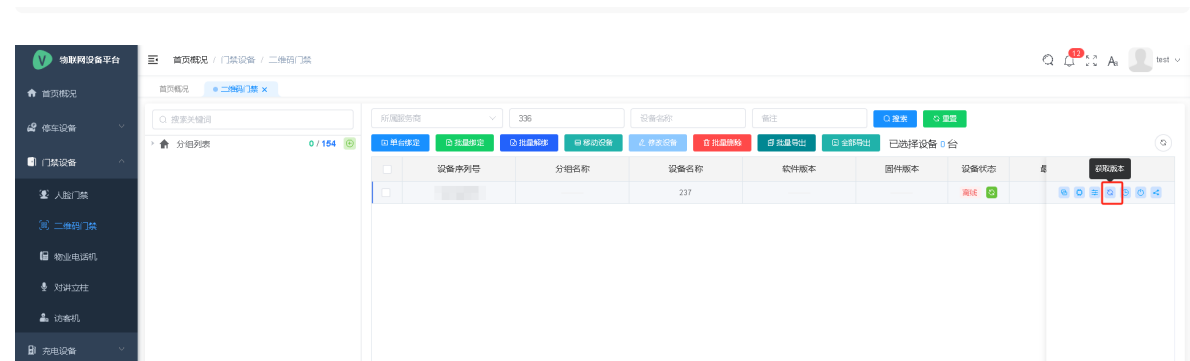 物联网设备平台
首页概况 / 门禁设备 / 二维码门禁
12
test
首页概况
首页概况
二维码门禁 ×
停车设备
门禁设备
人脸门禁
二维码门禁
物业电话机
对讲立柱
访客机
充电设备
搜索关键词
分组列表
0 / 154
所属服务商
336
设备名称
备注
搜索
重置
单台绑定
批量绑定
批量解绑
移动设备
修改设备
批量删除
批量导出
全部导出
已选择设备 0 台
设备序列号
分组名称
设备名称
软件版本
固件版本
设备状态
获取版本
237
离线